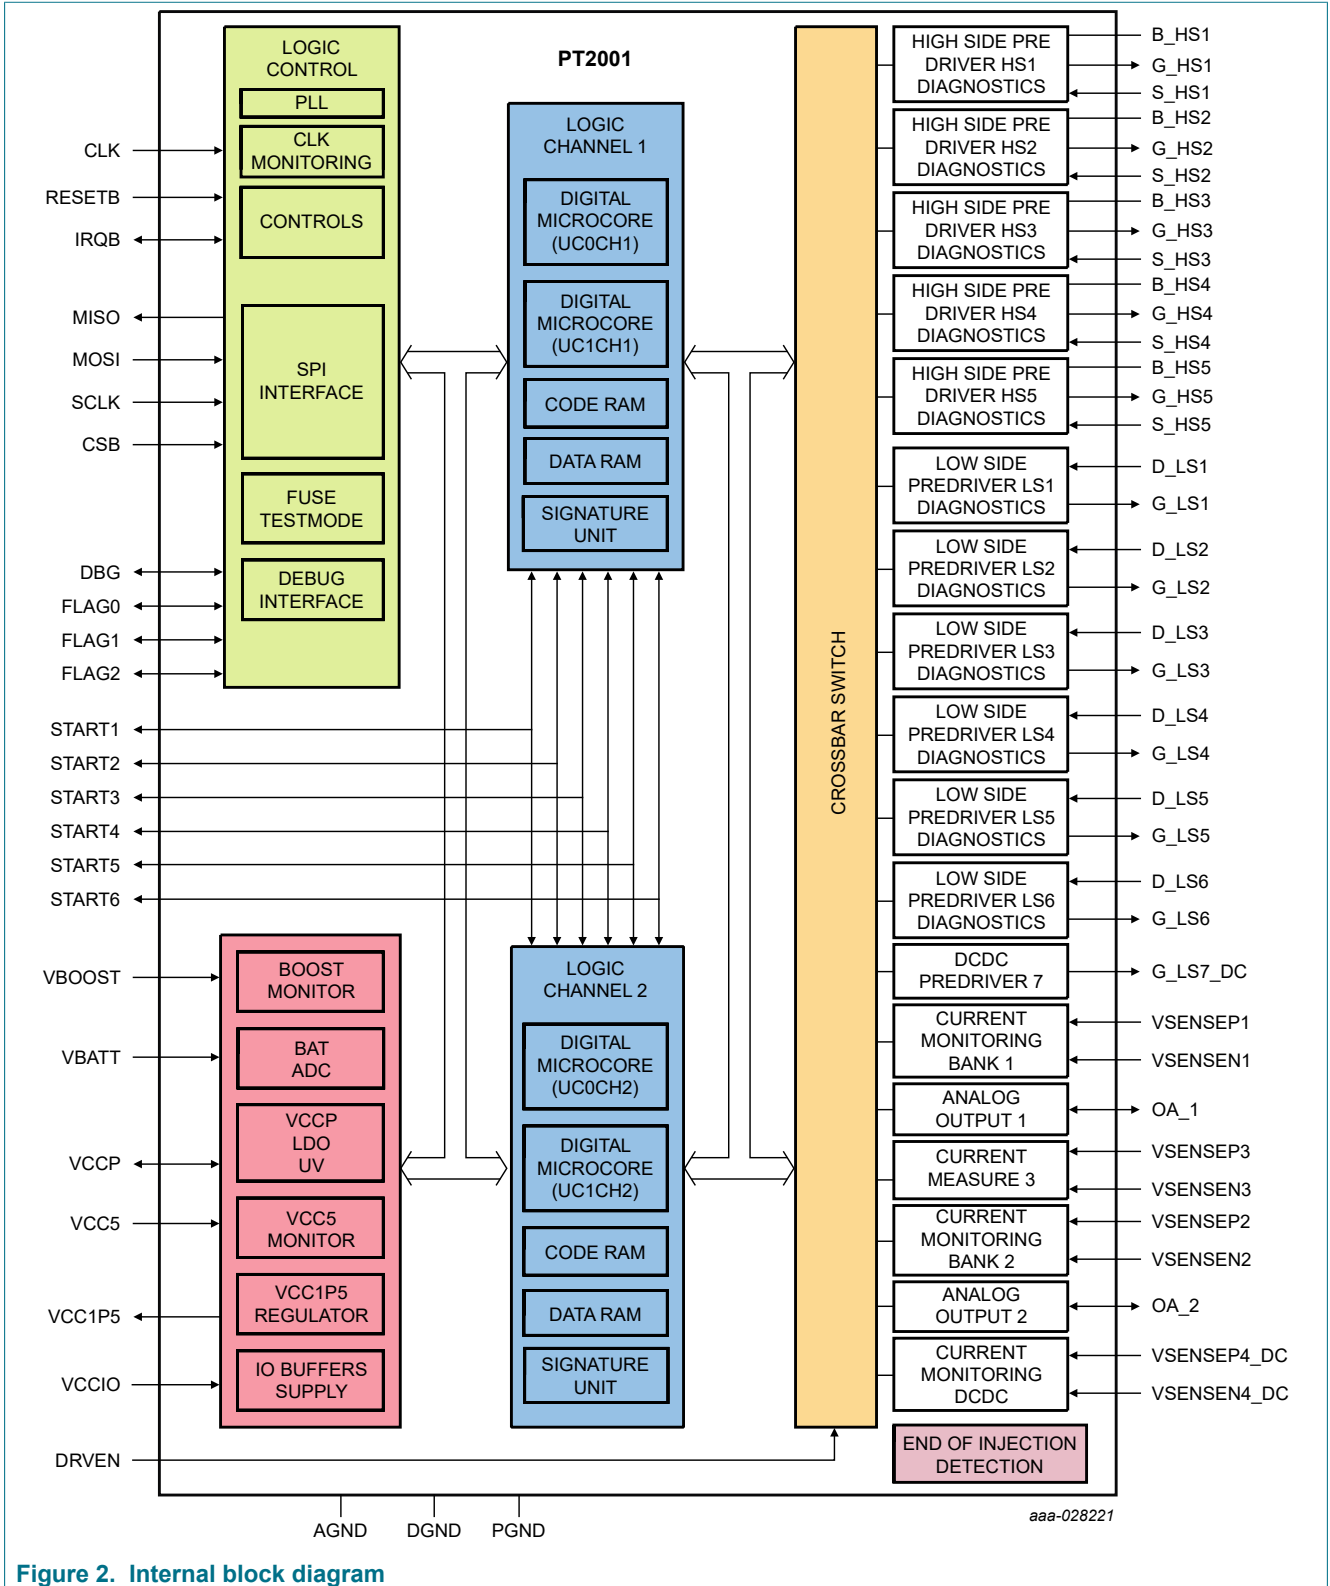 PT2001
LOGIC
CONTROL
PLL
CLK
MONITORING
CONTROLS
SPI
INTERFACE
FUSE
TESTMODE
DEBUG
INTERFACE
CLK
RESETB
IRQB
MISO
MOSI
SCLK
CSB
DBG
FLAG0
FLAG1
FLAG2
START1
START2
START3
START4
START5
START6
VBOOST
VBATT
VCCP
VCC5
VCC1P5
VCCIO
DRVEN
BOOST
MONITOR
BAT
ADC
VCCP
LDO
UV
VCC5
MONITOR
VCC1P5
REGULATOR
IO BUFFERS
SUPPLY
LOGIC
CHANNEL 1
DIGITAL
MICROCORE
(UC0CH1)
DIGITAL
MICROCORE
(UC1CH1)
CODE RAM
DATA RAM
SIGNATURE
UNIT
LOGIC
CHANNEL 2
DIGITAL
MICROCORE
(UC0CH2)
DIGITAL
MICROCORE
(UC1CH2)
CODE RAM
DATA RAM
SIGNATURE
UNIT
CROSSBAR SWITCH
HIGH SIDE PRE
DRIVER HS1
DIAGNOSTICS
HIGH SIDE PRE
DRIVER HS2
DIAGNOSTICS
HIGH SIDE PRE
DRIVER HS3
DIAGNOSTICS
HIGH SIDE PRE
DRIVER HS4
DIAGNOSTICS
HIGH SIDE PRE
DRIVER HS5
DIAGNOSTICS
LOW SIDE
PREDRIVER LS1
DIAGNOSTICS
LOW SIDE
PREDRIVER LS2
DIAGNOSTICS
LOW SIDE
PREDRIVER LS3
DIAGNOSTICS
LOW SIDE
PREDRIVER LS4
DIAGNOSTICS
LOW SIDE
PREDRIVER LS5
DIAGNOSTICS
LOW SIDE
PREDRIVER LS6
DIAGNOSTICS
DCDC
PREDRIVER 7
CURRENT
MONITORING
BANK 1
ANALOG
OUTPUT 1
CURRENT
MEASURE 3
CURRENT
MONITORING
BANK 2
ANALOG
OUTPUT 2
CURRENT
MONITORING
DCDC
END OF INJECTION
DETECTION
B_HS1
G_HS1
S_HS1
B_HS2
G_HS2
S_HS2
B_HS3
G_HS3
S_HS3
B_HS4
G_HS4
S_HS4
B_HS5
G_HS5
S_HS5
D_LS1
G_LS1
D_LS2
G_LS2
D_LS3
G_LS3
D_LS4
G_LS4
D_LS5
G_LS5
D_LS6
G_LS6
G_LS7_DC
VSENSEP1
VSENSEN1
OA_1
VSENSEP3
VSENSEN3
VSENSEP2
VSENSEN2
OA_2
VSENSEP4_DC
VSENSEN4_DC
AGND
DGND
PGND
aaa-028221
Figure 2. Internal block diagram